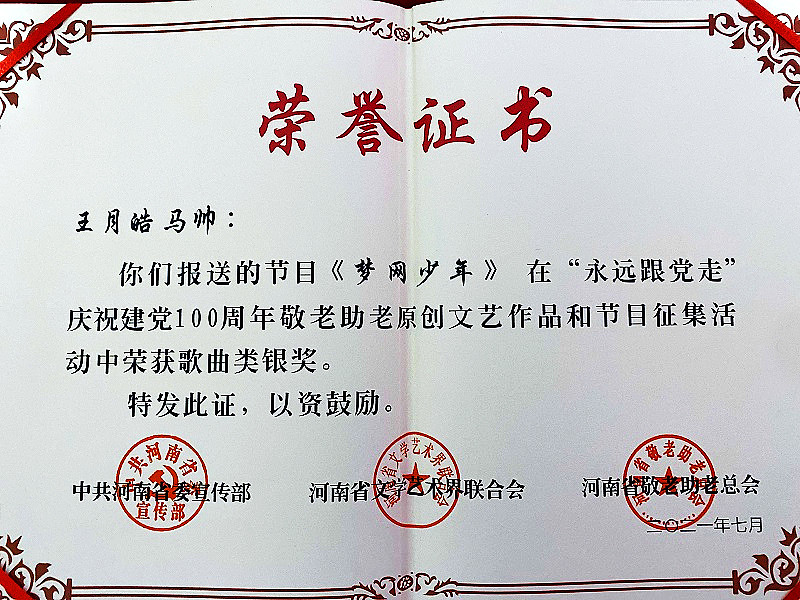 荣誉证书
王月皓 马帅：
你们报送的节目《梦网少年》 在“永远跟党走”
庆祝建党100周年敬老助老原创文艺作品和节目征集活
动中荣获歌曲类银奖。
特发此证，以资鼓励。
中共河南省委宣传部 河南省文学艺术界联合会 河南省敬老助老总会
二〇二一年七月